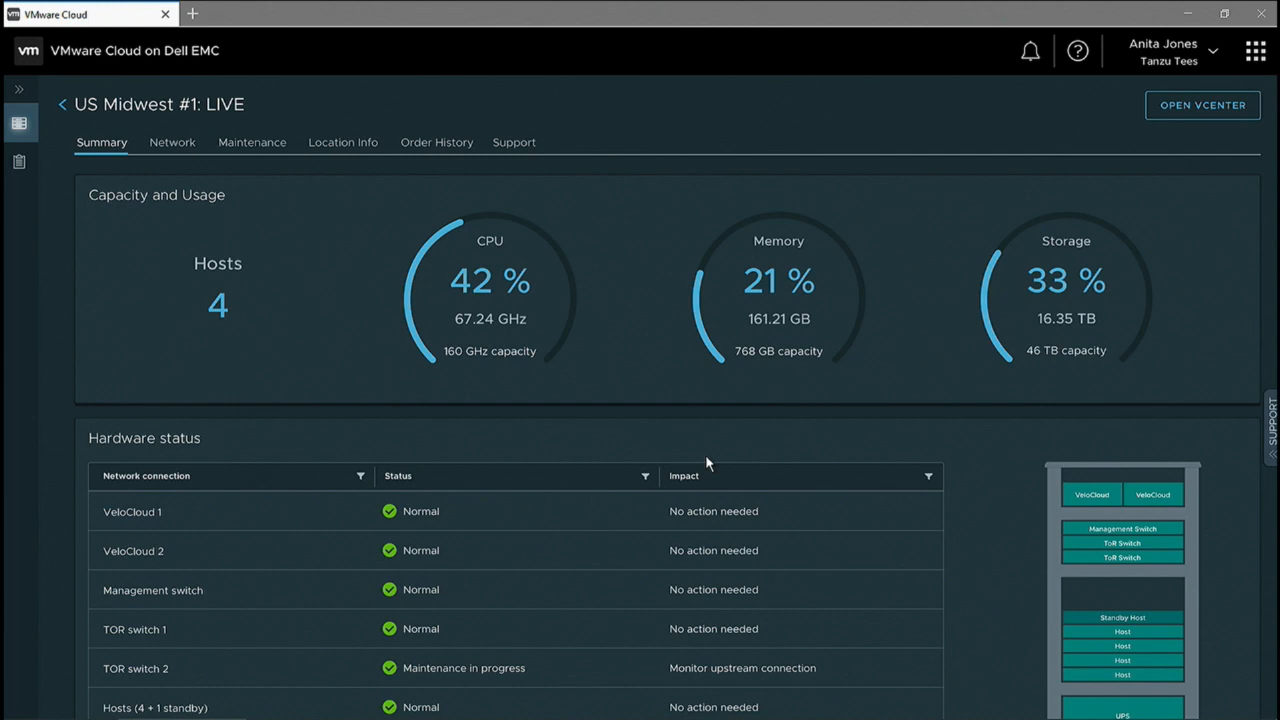 VMware Cloud
vm VMware Cloud on Dell EMC
Anita Jones
Tanzu Tees
US Midwest #1: LIVE
OPEN VCENTER
Summary Network Maintenance Location Info Order History Support
Capacity and Usage
Hosts
4
CPU
42 %
67.24 GHz
160 GHz capacity
Memory
21 %
161.21 GB
768 GB capacity
Storage
33 %
16.35 TB
46 TB capacity
SUPPORT
Hardware status
Network connection Status Impact
VeloCloud 1 Normal No action needed
VeloCloud 2 Normal No action needed
Management switch Normal No action needed
TOR switch 1 Normal No action needed
TOR switch 2 Maintenance in progress Monitor upstream connection
Hosts (4 + 1 standby) Normal No action needed
VeloCloud VeloCloud
Management Switch
ToR Switch
ToR Switch
Standby Host
Host
Host
Host
Host
UPS